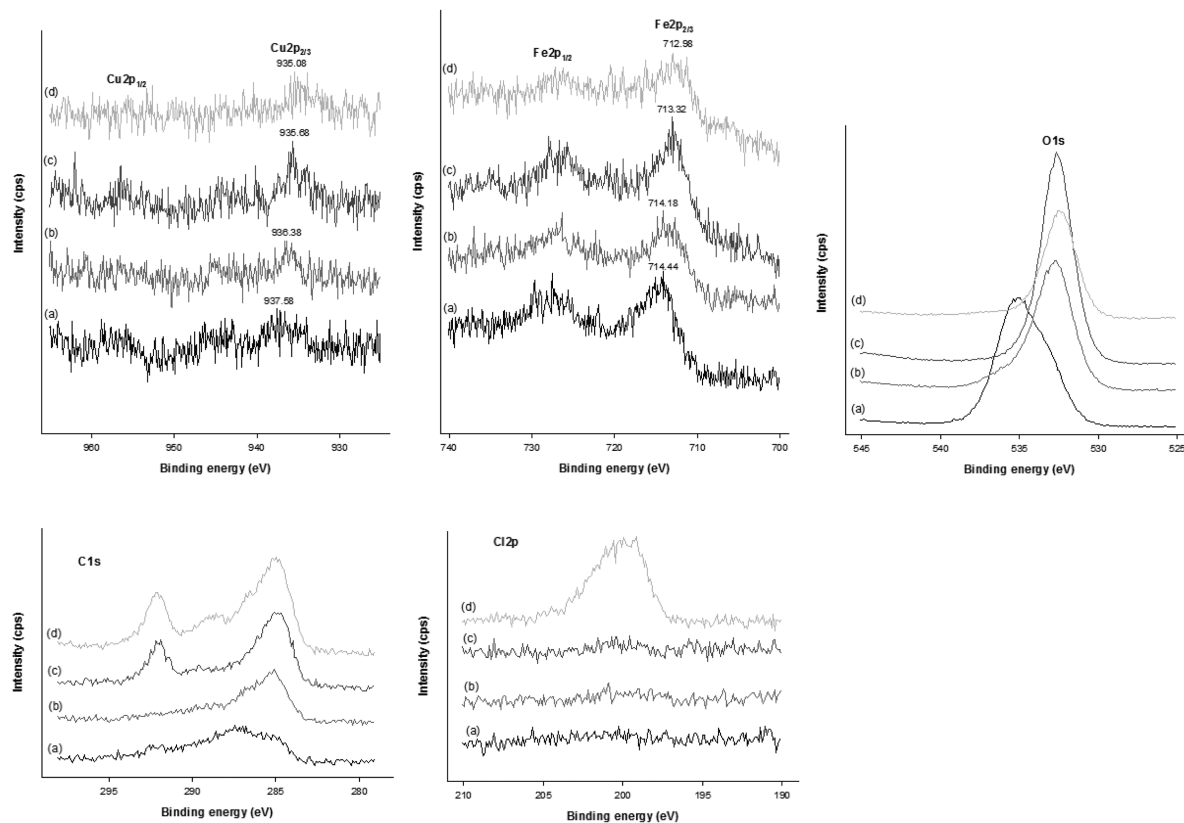 Cu2p2/3
935.08
Cu2p1/2
(d)
935.68
(c)
(b)
936.38
937.58
(a)
Intensity (cps)
960 950 940 930
Binding energy (eV)
Fe2p2/3
712.98
Fe2p1/2
(d)
713.32
(c)
714.18
(b)
714.44
(a)
Intensity (cps)
740 730 720 710 700
Binding energy (eV)
O1s
(d)
(c)
(b)
(a)
Intensity (cps)
545 540 535 530 525
Binding energy (eV)
C1s
(d)
(c)
(b)
(a)
Intensity (cps)
295 290 285 280
Binding energy (eV)
Cl2p
(d)
(c)
(b)
(a)
Intensity (cps)
210 205 200 195 190
Binding energy (eV)